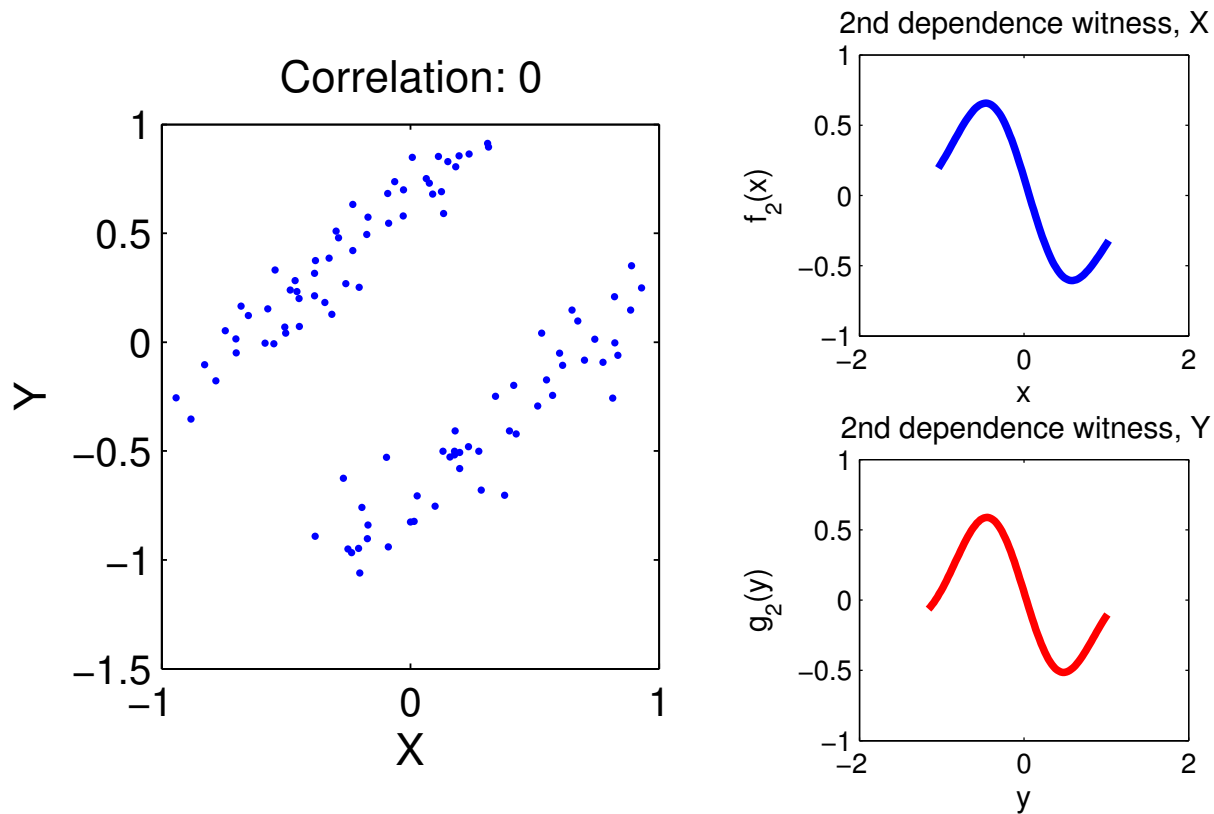 Correlation: 0
1
0.5
0
−0.5
−1
−1.5
−1 0 1
X
Y
2nd dependence witness, X
1
0.5
0
−0.5
−1
−2 0 2
x
f2(x)
2nd dependence witness, Y
1
0.5
0
−0.5
−1
−2 0 2
y
g2(y)